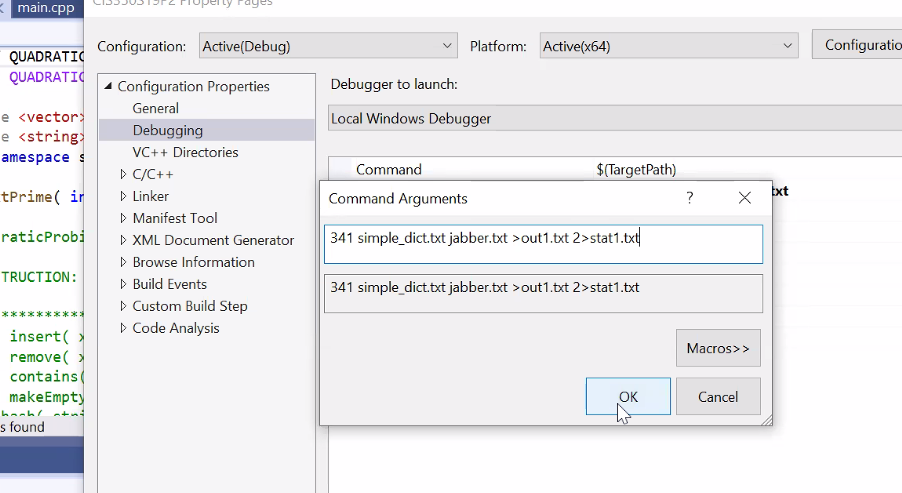 main.cpp
CIS350S19P2 Property Pages
Configuration:
Active(Debug)
Platform:
Active(x64)
Configuratio
QUADRATIC
QUADRATIC
e <vector>
e <string>
amespace s
tPrime( in
raticProbi
TRUCTION:
******
insert( x
remove( x
contains(
makeEmpty
s found
Configuration Properties
General
Debugging
VC++ Directories
C/C++
Linker
Manifest Tool
XML Document Generator
Browse Information
Build Events
Custom Build Step
Code Analysis
Debugger to launch:
Local Windows Debugger
Command
$(TargetPath)
txt
Command Arguments
?
341 simple_dict.txt jabber.txt >out1.txt 2>stat1.txt
341 simple_dict.txt jabber.txt >out1.txt 2>stat1.txt
Macros>>
OK
Cancel